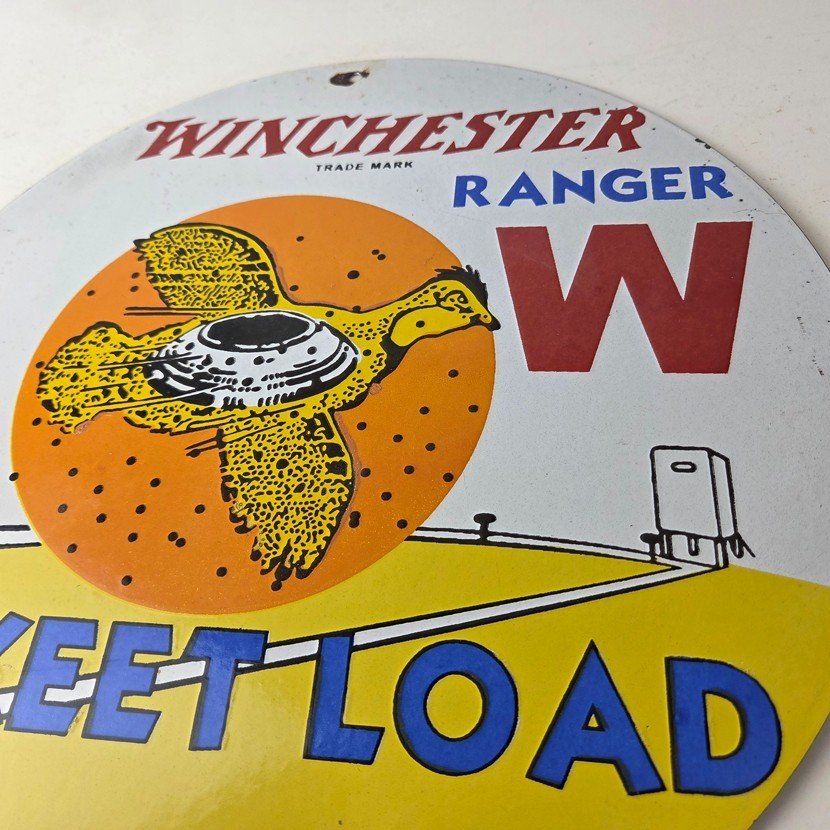 WINCHESTER
TRADE MARK
RANGER
W
KEET LOAD